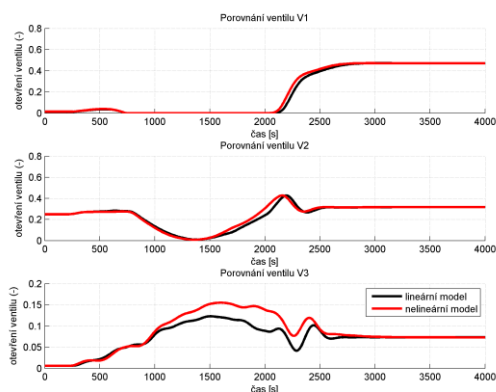 Porovnání ventilu V1
otevření ventilu (-)
0.8
0.6
0.4
0.2
0
0 500 1000 1500 2000 2500 3000 3500 4000
čas [s]
Porovnání ventilu V2
otevření ventilu (-)
0.8
0.6
0.4
0.2
0
0 500 1000 1500 2000 2500 3000 3500 4000
čas [s]
Porovnání ventilu V3
otevření ventilu (-)
0.2
0.15
0.1
0.05
0
0 500 1000 1500 2000 2500 3000 3500 4000
čas [s]
lineární model
nelineární model